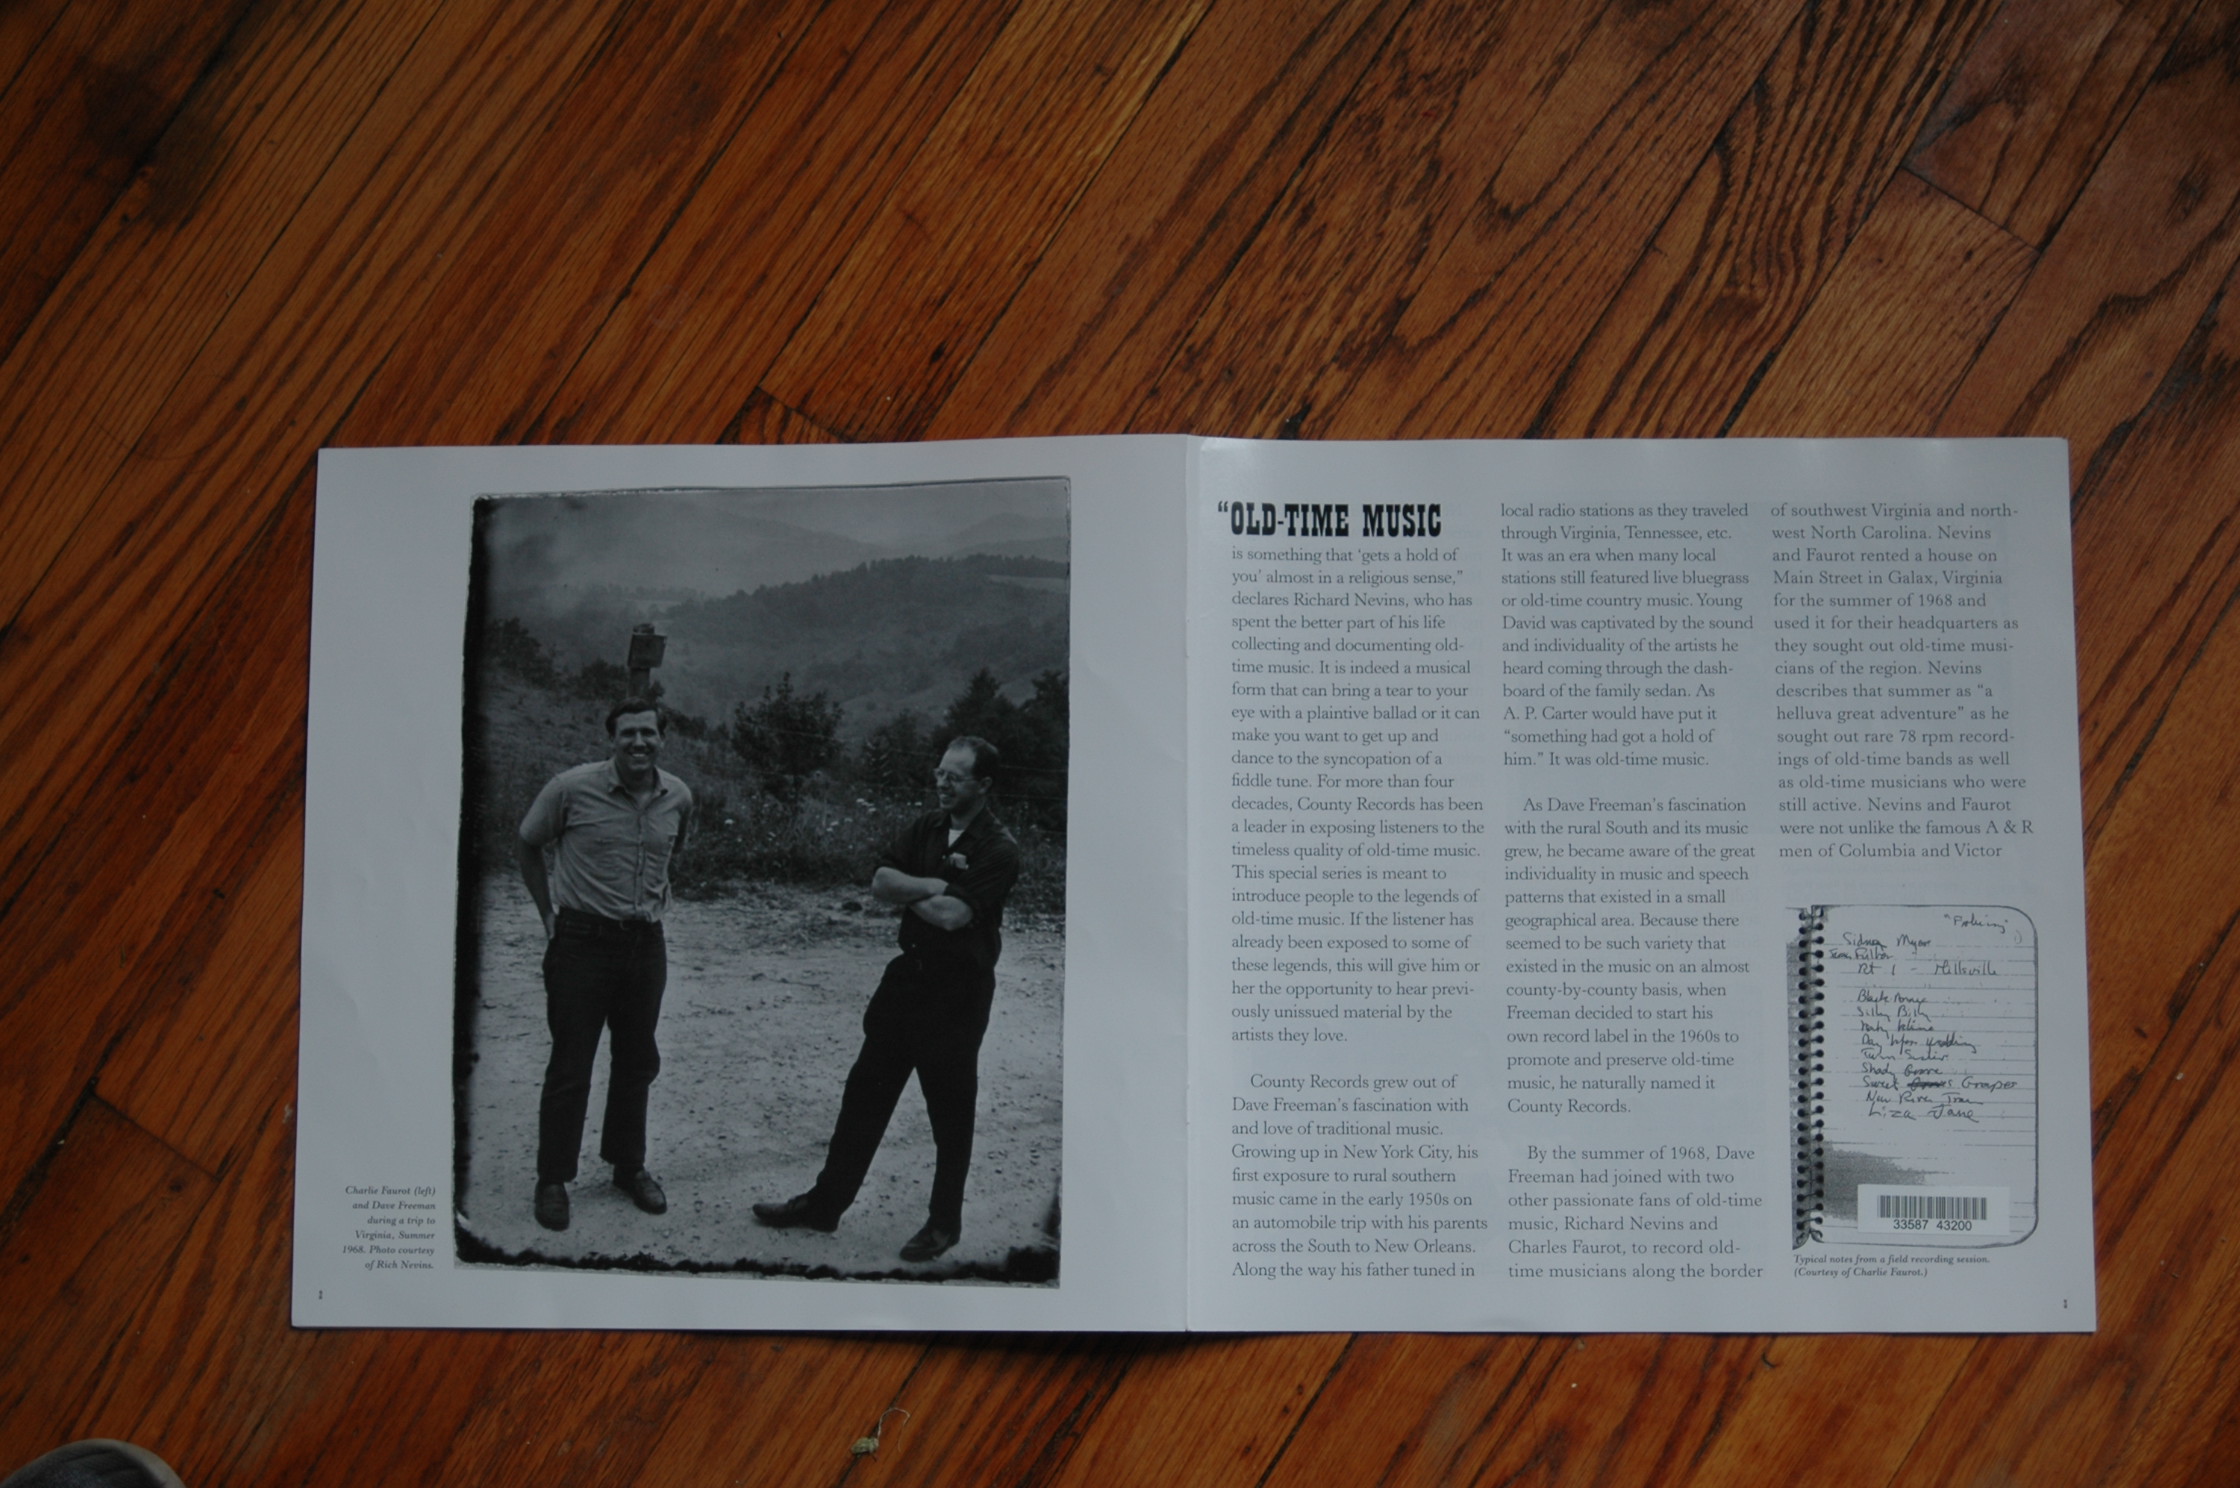 Charlie Faurot (left)
and Dave Freeman
during a trip to
Virginia, Summer
1968. Photo courtesy
of Rich Nevins.
“OLD-TIME MUSIC
is something that ‘gets a hold of
you’ almost in a religious sense,”
declares Richard Nevins, who has
spent the better part of his life
collecting and documenting old-
time music. It is indeed a musical
form that can bring a tear to your
eye with a plaintive ballad or it can
make you want to get up and
dance to the syncopation of a
fiddle tune. For more than four
decades, County Records has been
a leader in exposing listeners to the
timeless quality of old-time music.
This special series is meant to
introduce people to the legends of
old-time music. If the listener has
already been exposed to some of
these legends, this will give him or
her the opportunity to hear previ-
ously unissued material by the
artists they love.
County Records grew out of
Dave Freeman’s fascination with
and love of traditional music.
Growing up in New York City, his
first exposure to rural southern
music came in the early 1950s on
an automobile trip with his parents
across the South to New Orleans.
Along the way his father tuned in
local radio stations as they traveled
through Virginia, Tennessee, etc.
It was an era when many local
stations still featured live bluegrass
or old-time country music. Young
David was captivated by the sound
and individuality of the artists he
heard coming through the dash-
board of the family sedan. As
A. P. Carter would have put it
“something had got a hold of
him.” It was old-time music.
As Dave Freeman’s fascination
with the rural South and its music
grew, he became aware of the great
individuality in music and speech
patterns that existed in a small
geographical area. Because there
seemed to be such variety that
existed in the music on an almost
county-by-county basis, when
Freeman decided to start his
own record label in the 1960s to
promote and preserve old-time
music, he naturally named it
County Records.
By the summer of 1968, Dave
Freeman had joined with two
other passionate fans of old-time
music, Richard Nevins and
Charles Faurot, to record old-
time musicians along the border
of southwest Virginia and north-
west North Carolina. Nevins
and Faurot rented a house on
Main Street in Galax, Virginia
for the summer of 1968 and
used it for their headquarters as
they sought out old-time musi-
cians of the region. Nevins
describes that summer as “a
helluva great adventure” as he
sought out rare 78 rpm record-
ings of old-time bands as well
as old-time musicians who were
still active. Nevins and Faurot
were not unlike the famous A & R
men of Columbia and Victor
Sidney Myers
Rt 1 - Hillsville
Silly Bill
Twin Sister
Shady Grove
Sweet Grapes
New River Train
Liza Jane
33587 43200
Typical notes from a field recording session.
(Courtesy of Charlie Faurot.)